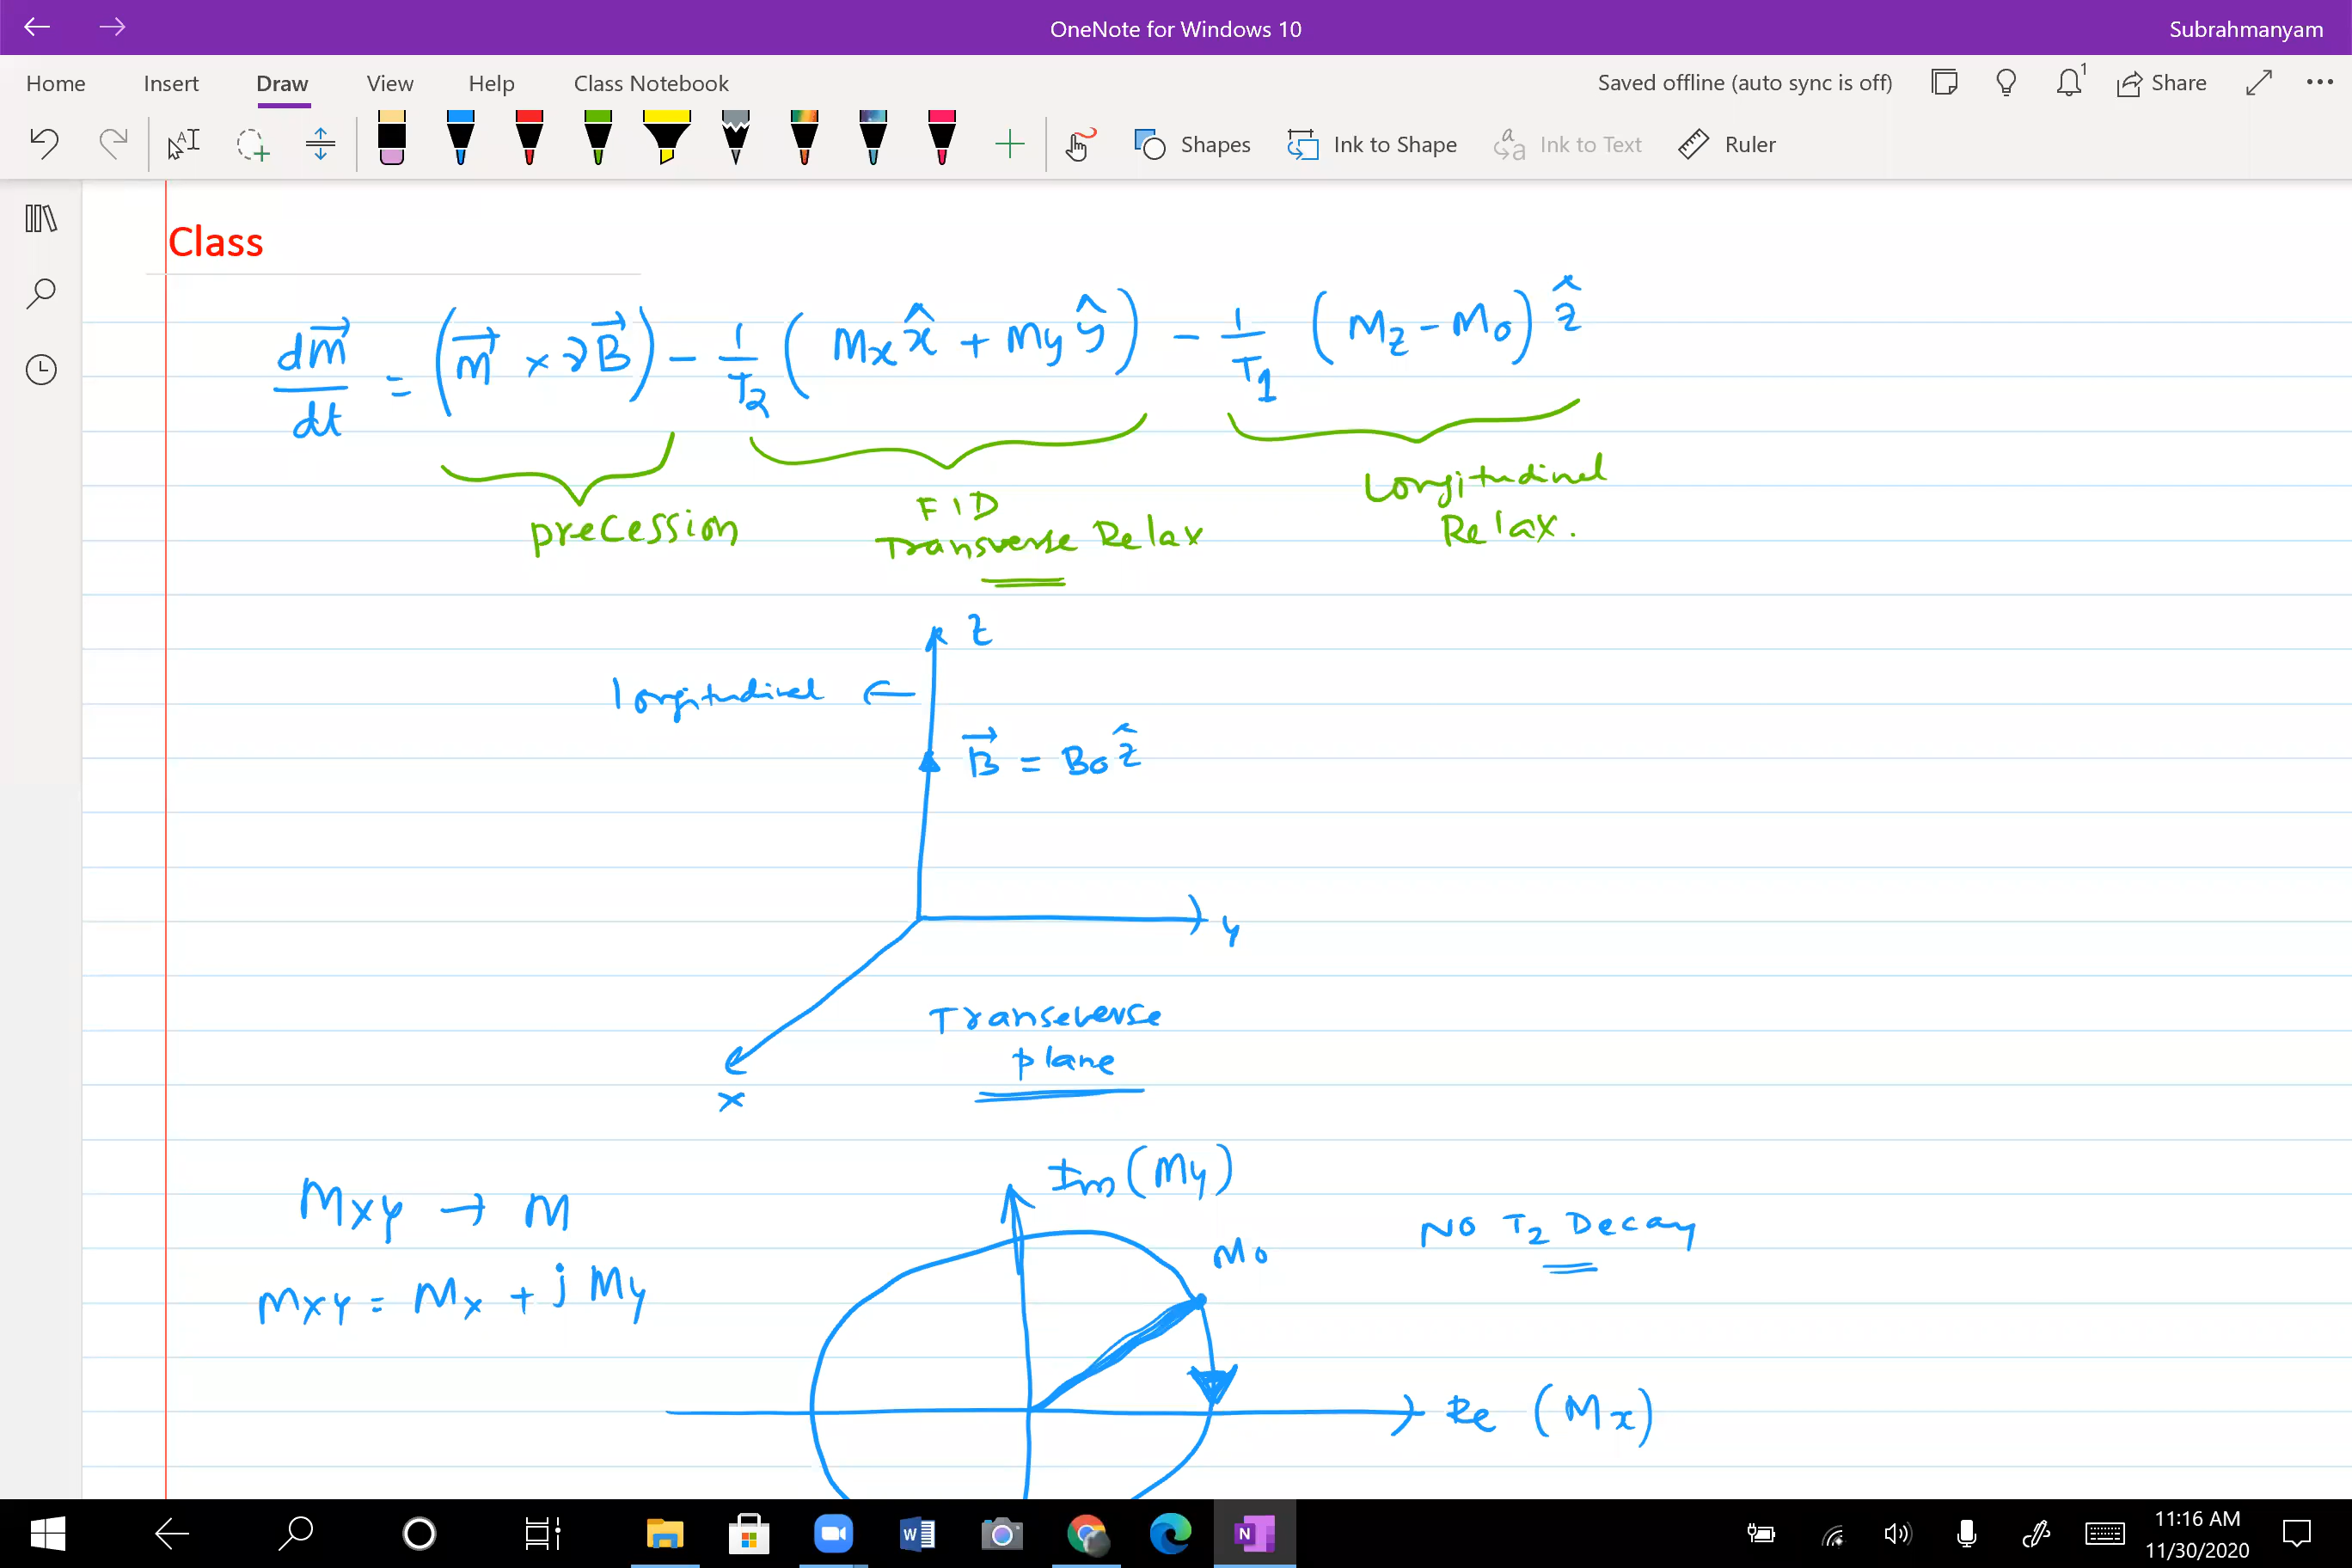 OneNote for Windows 10
Subrahmanyam
Home Insert Draw View Help Class Notebook
Saved offline (auto sync is off) 1 Share
Shapes Ink to Shape Ink to Text Ruler
Class
dM⃗/dt = (M⃗ × γB⃗) - 1/T2 (Mx x̂ + My ŷ) - 1/T1 (Mz - Mo) ẑ
precession
FID
Transverse Relax
Longitudinal
Relax.
z
longitudinal ←
B⃗ = Bo ẑ
y
Transeverse
plane
x
Mxy → M
Mxy = Mx + j My
Im (My)
Mo
NO T2 Decay
Re (Mx)
11:16 AM
11/30/2020